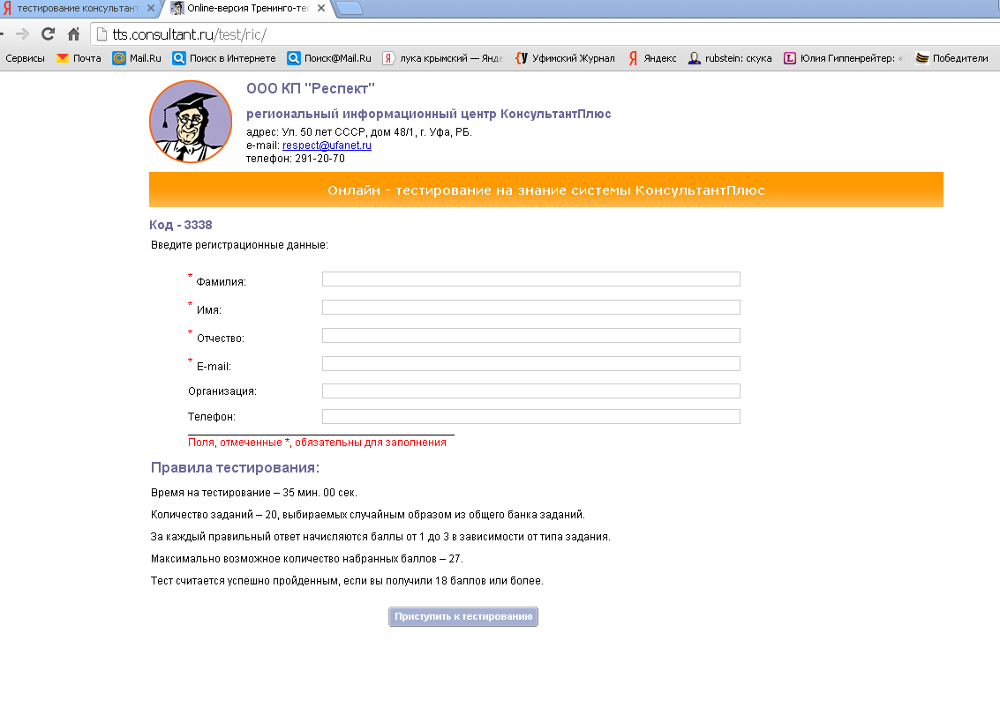 тестирование консультант
Online-версия Тренинго-тес
tts.consultant.ru/test/ric/
Сервисы Почта Mail.Ru Поиск в Интернете Поиск@Mail.Ru лука крымский — Янде Уфимский Журнал Яндекс rubstein: скука Юлия Гиппенрейтер: « Победители
ООО КП "Респект"
региональный информационный центр КонсультантПлюс
адрес: Ул. 50 лет СССР, дом 48/1, г. Уфа, РБ.
e-mail: respect@ufanet.ru
телефон: 291-20-70
Онлайн - тестирование на знание системы КонсультантПлюс
Код - 3338
Введите регистрационные данные:
* Фамилия:
* Имя:
* Отчество:
* E-mail:
Организация:
Телефон:
Поля, отмеченные *, обязательны для заполнения
Правила тестирования:
Время на тестирование – 35 мин. 00 сек.
Количество заданий – 20, выбираемых случайным образом из общего банка заданий.
За каждый правильный ответ начисляются баллы от 1 до 3 в зависимости от типа задания.
Максимально возможное количество набранных баллов – 27.
Тест считается успешно пройденным, если вы получили 18 баллов или более.
Приступить к тестированию